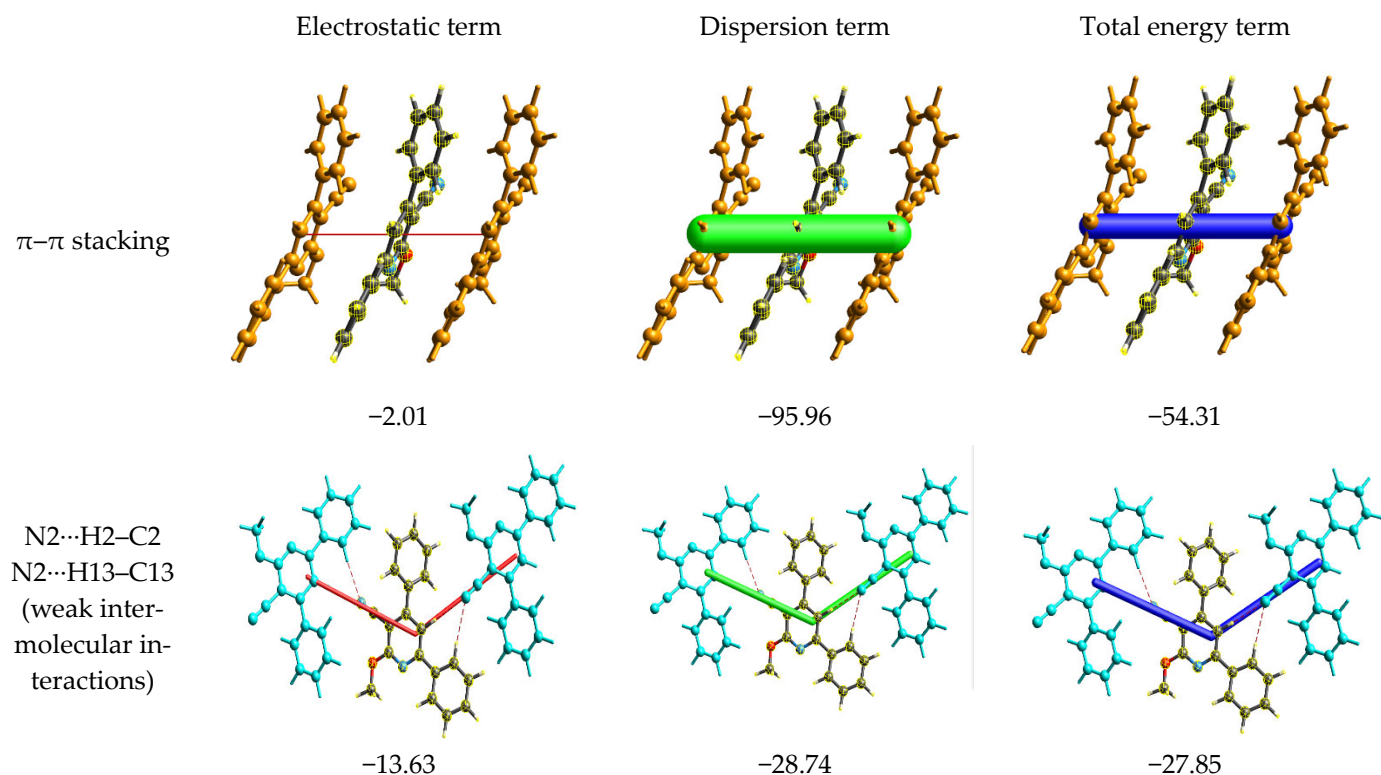 Electrostatic term Dispersion term Total energy term
π–π stacking
−2.01 −95.96 −54.31
N2···H2–C2
N2···H13–C13
(weak inter-
molecular in-
teractions)
−13.63 −28.74 −27.85